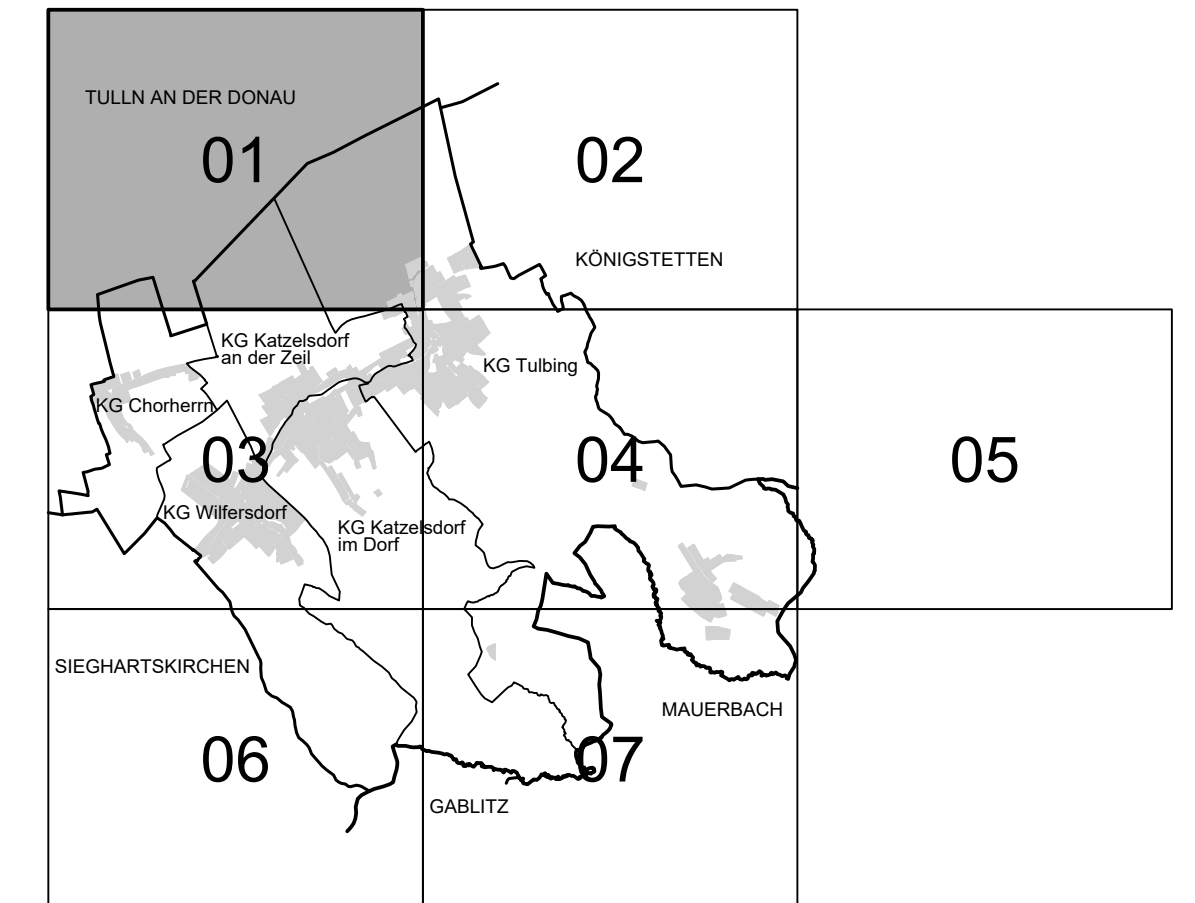 TULLN AN DER DONAU
01
02
KÖNIGSTETTEN
KG Katzelsdorf
an der Zeil
KG Tulbing
KG Chorherrn
03
04
05
KG Wilfersdorf
KG Katzelsdorf
im Dorf
SIEGHARTSKIRCHEN
MAUERBACH
06
07
GABLITZ